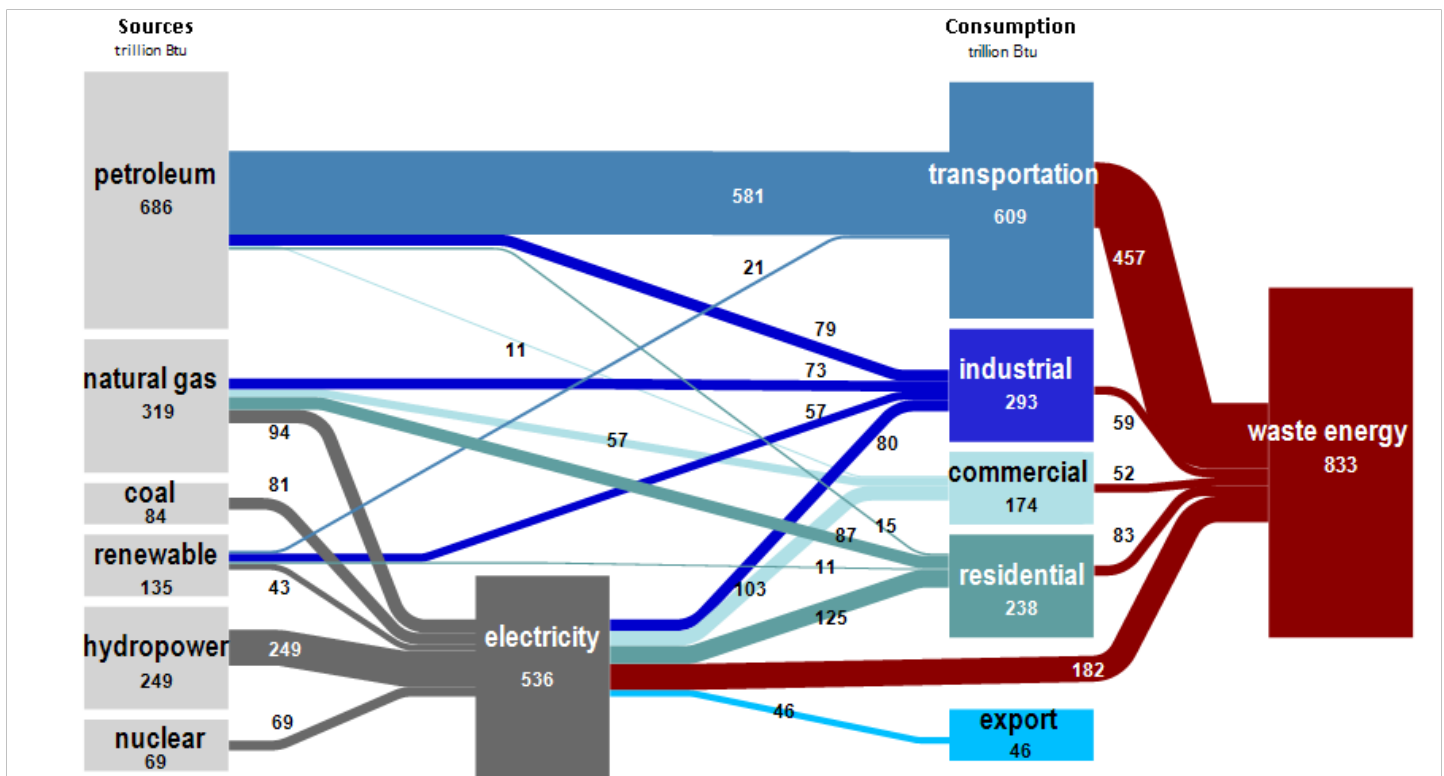 Sources
trillion Btu
Consumption
trillion Btu
petroleum
686
581
transportation
609
457
21
79
11
natural gas
319
73
57
industrial
293
59
94
57
80
waste energy
833
coal
84
81
commercial
174
52
renewable
135
43
15
87
11
83
residential
238
103
125
hydropower
249
249
electricity
536
182
nuclear
69
69
46
export
46